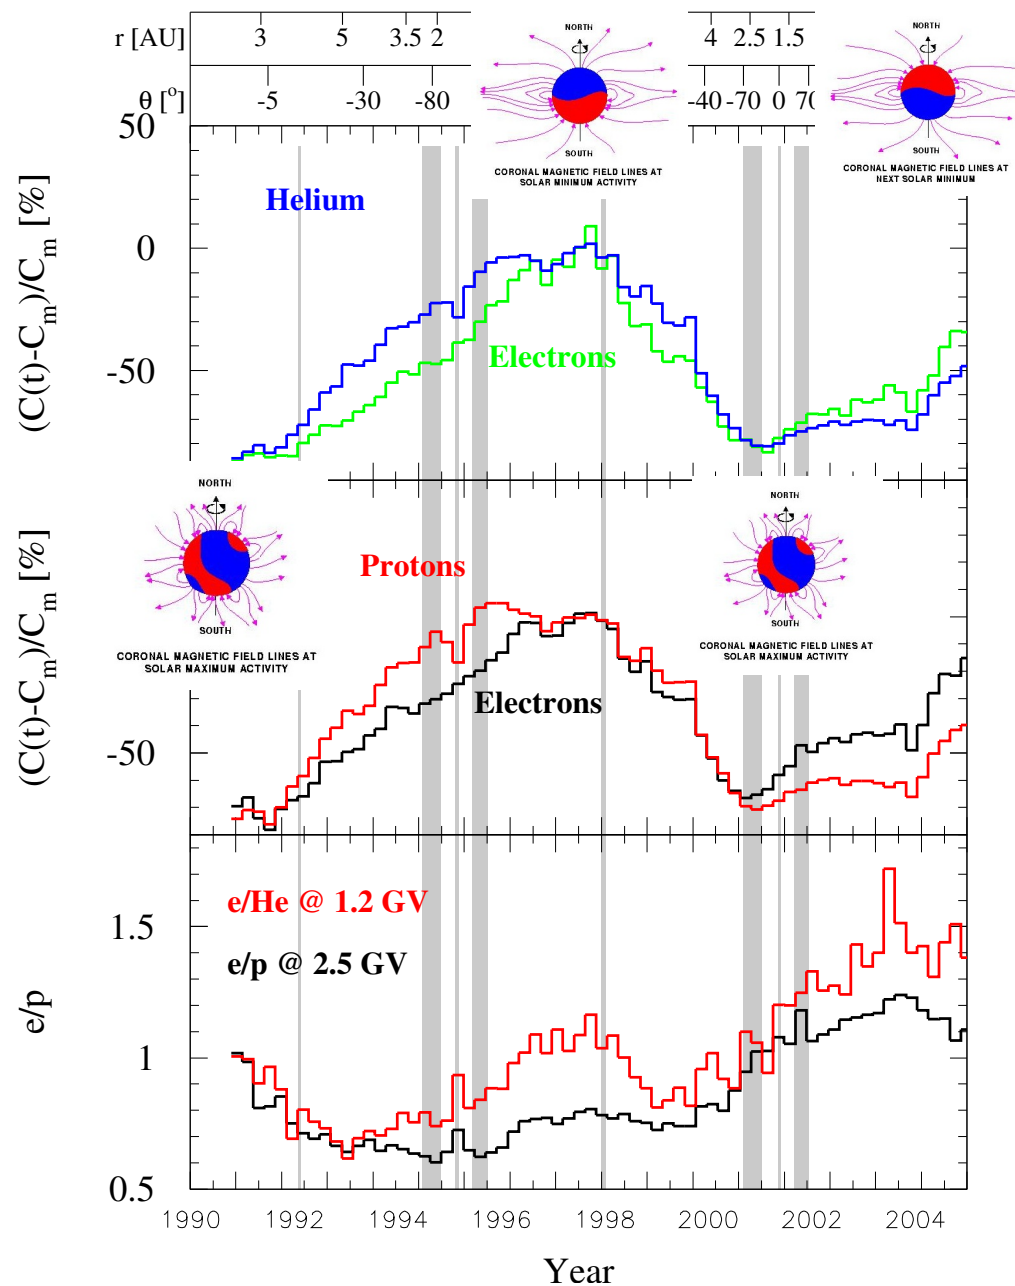 r [AU] 3 5 3.5 2 4 2.5 1.5
θ [°] -5 -30 -80 -40 -70 0 70
NORTH
SOUTH
CORONAL MAGNETIC FIELD LINES AT
SOLAR MINIMUM ACTIVITY
NORTH
SOUTH
CORONAL MAGNETIC FIELD LINES AT
NEXT SOLAR MINIMUM
(C(t)-Cm)/Cm [%]
50
0
-50
Helium
Electrons
(C(t)-Cm)/Cm [%]
-50
NORTH
SOUTH
CORONAL MAGNETIC FIELD LINES AT
SOLAR MAXIMUM ACTIVITY
Protons
Electrons
NORTH
SOUTH
CORONAL MAGNETIC FIELD LINES AT
SOLAR MAXIMUM ACTIVITY
e/p
1.5
1
0.5
e/He @ 1.2 GV
e/p @ 2.5 GV
1990 1992 1994 1996 1998 2000 2002 2004
Year